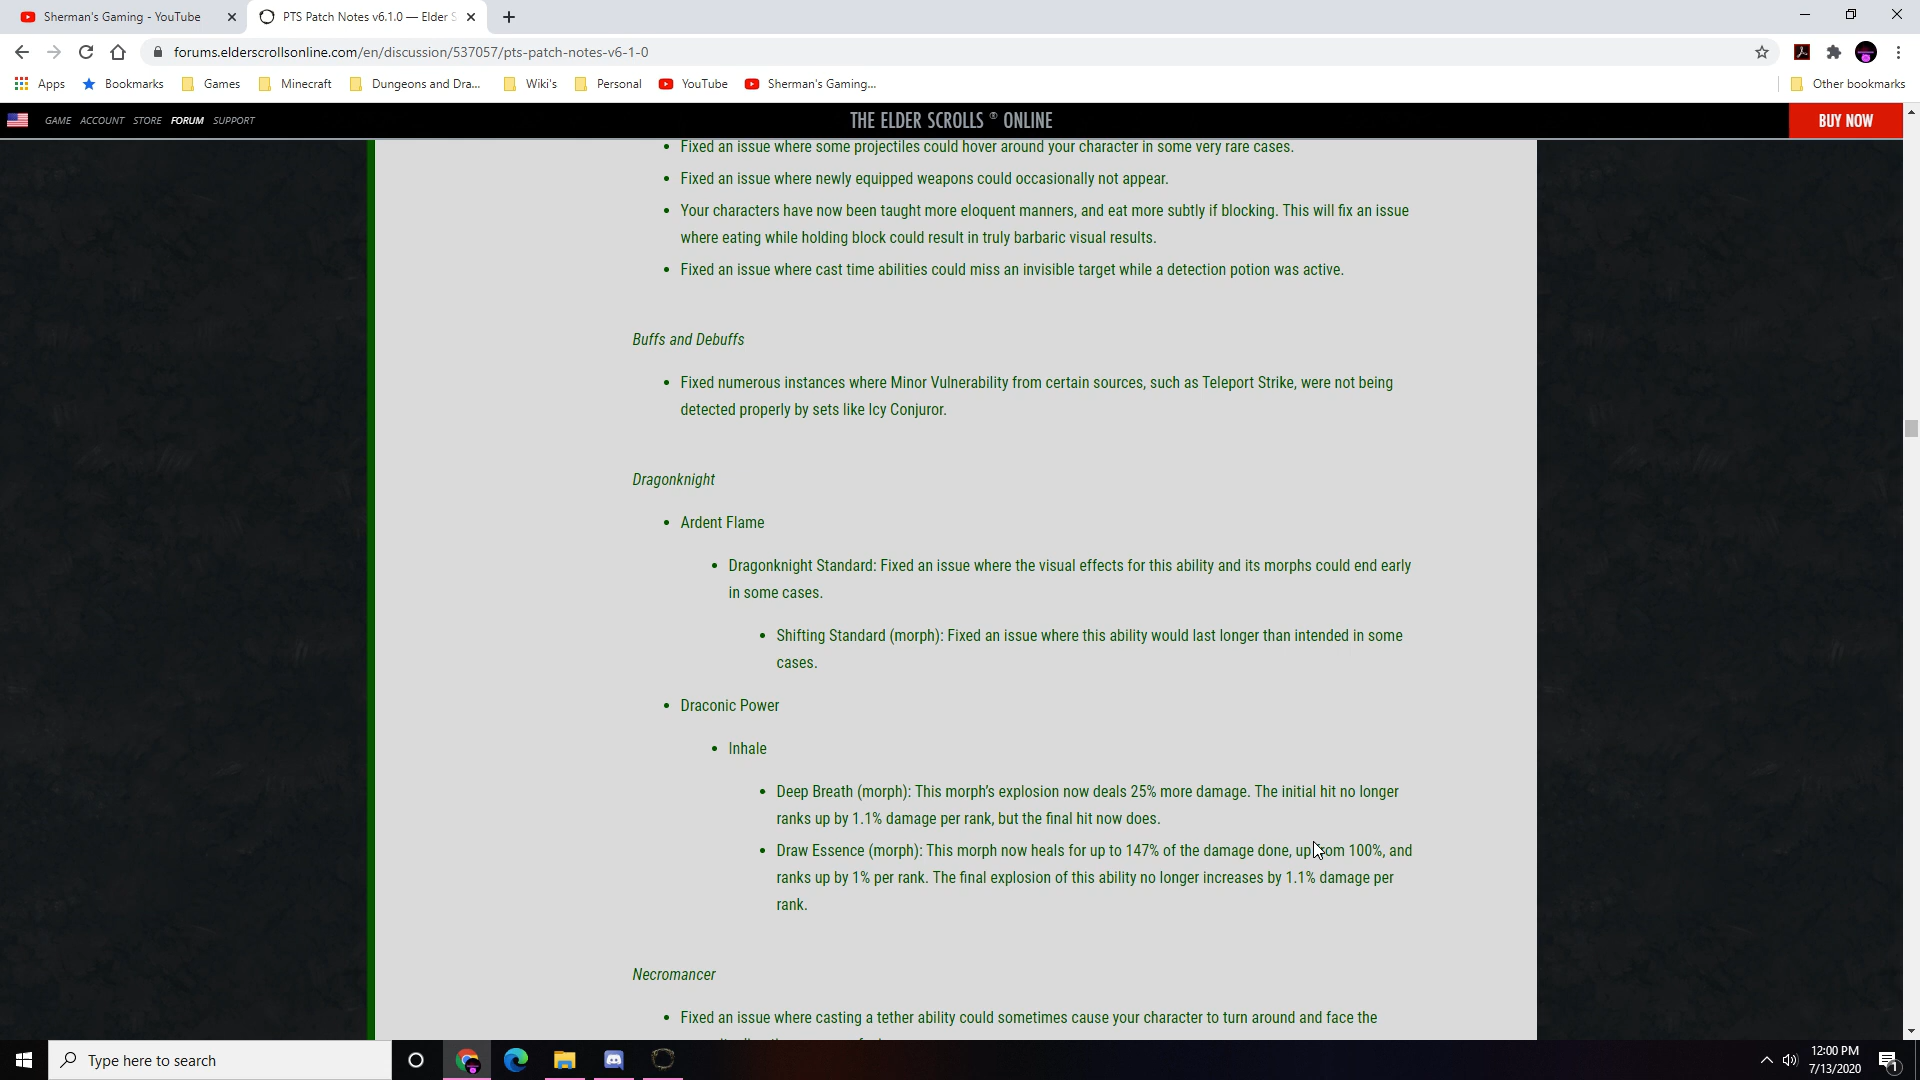 Sherman's Gaming - YouTube
PTS Patch Notes v6.1.0 — Elder S
forums.elderscrollsonline.com/en/discussion/537057/pts-patch-notes-v6-1-0
Apps Bookmarks Games Minecraft Dungeons and Dra... Wiki's Personal YouTube Sherman's Gaming... Other bookmarks
GAME ACCOUNT STORE FORUM SUPPORT THE ELDER SCROLLS ® ONLINE BUY NOW
• Fixed an issue where some projectiles could hover around your character in some very rare cases.
• Fixed an issue where newly equipped weapons could occasionally not appear.
• Your characters have now been taught more eloquent manners, and eat more subtly if blocking. This will fix an issue
where eating while holding block could result in truly barbaric visual results.
• Fixed an issue where cast time abilities could miss an invisible target while a detection potion was active.
Buffs and Debuffs
• Fixed numerous instances where Minor Vulnerability from certain sources, such as Teleport Strike, were not being
detected properly by sets like Icy Conjuror.
Dragonknight
• Ardent Flame
• Dragonknight Standard: Fixed an issue where the visual effects for this ability and its morphs could end early
in some cases.
• Shifting Standard (morph): Fixed an issue where this ability would last longer than intended in some
cases.
• Draconic Power
• Inhale
• Deep Breath (morph): This morph's explosion now deals 25% more damage. The initial hit no longer
ranks up by 1.1% damage per rank, but the final hit now does.
• Draw Essence (morph): This morph now heals for up to 147% of the damage done, up from 100%, and
ranks up by 1% per rank. The final explosion of this ability no longer increases by 1.1% damage per
rank.
Necromancer
• Fixed an issue where casting a tether ability could sometimes cause your character to turn around and face the
Type here to search
12:00 PM
7/13/2020
1